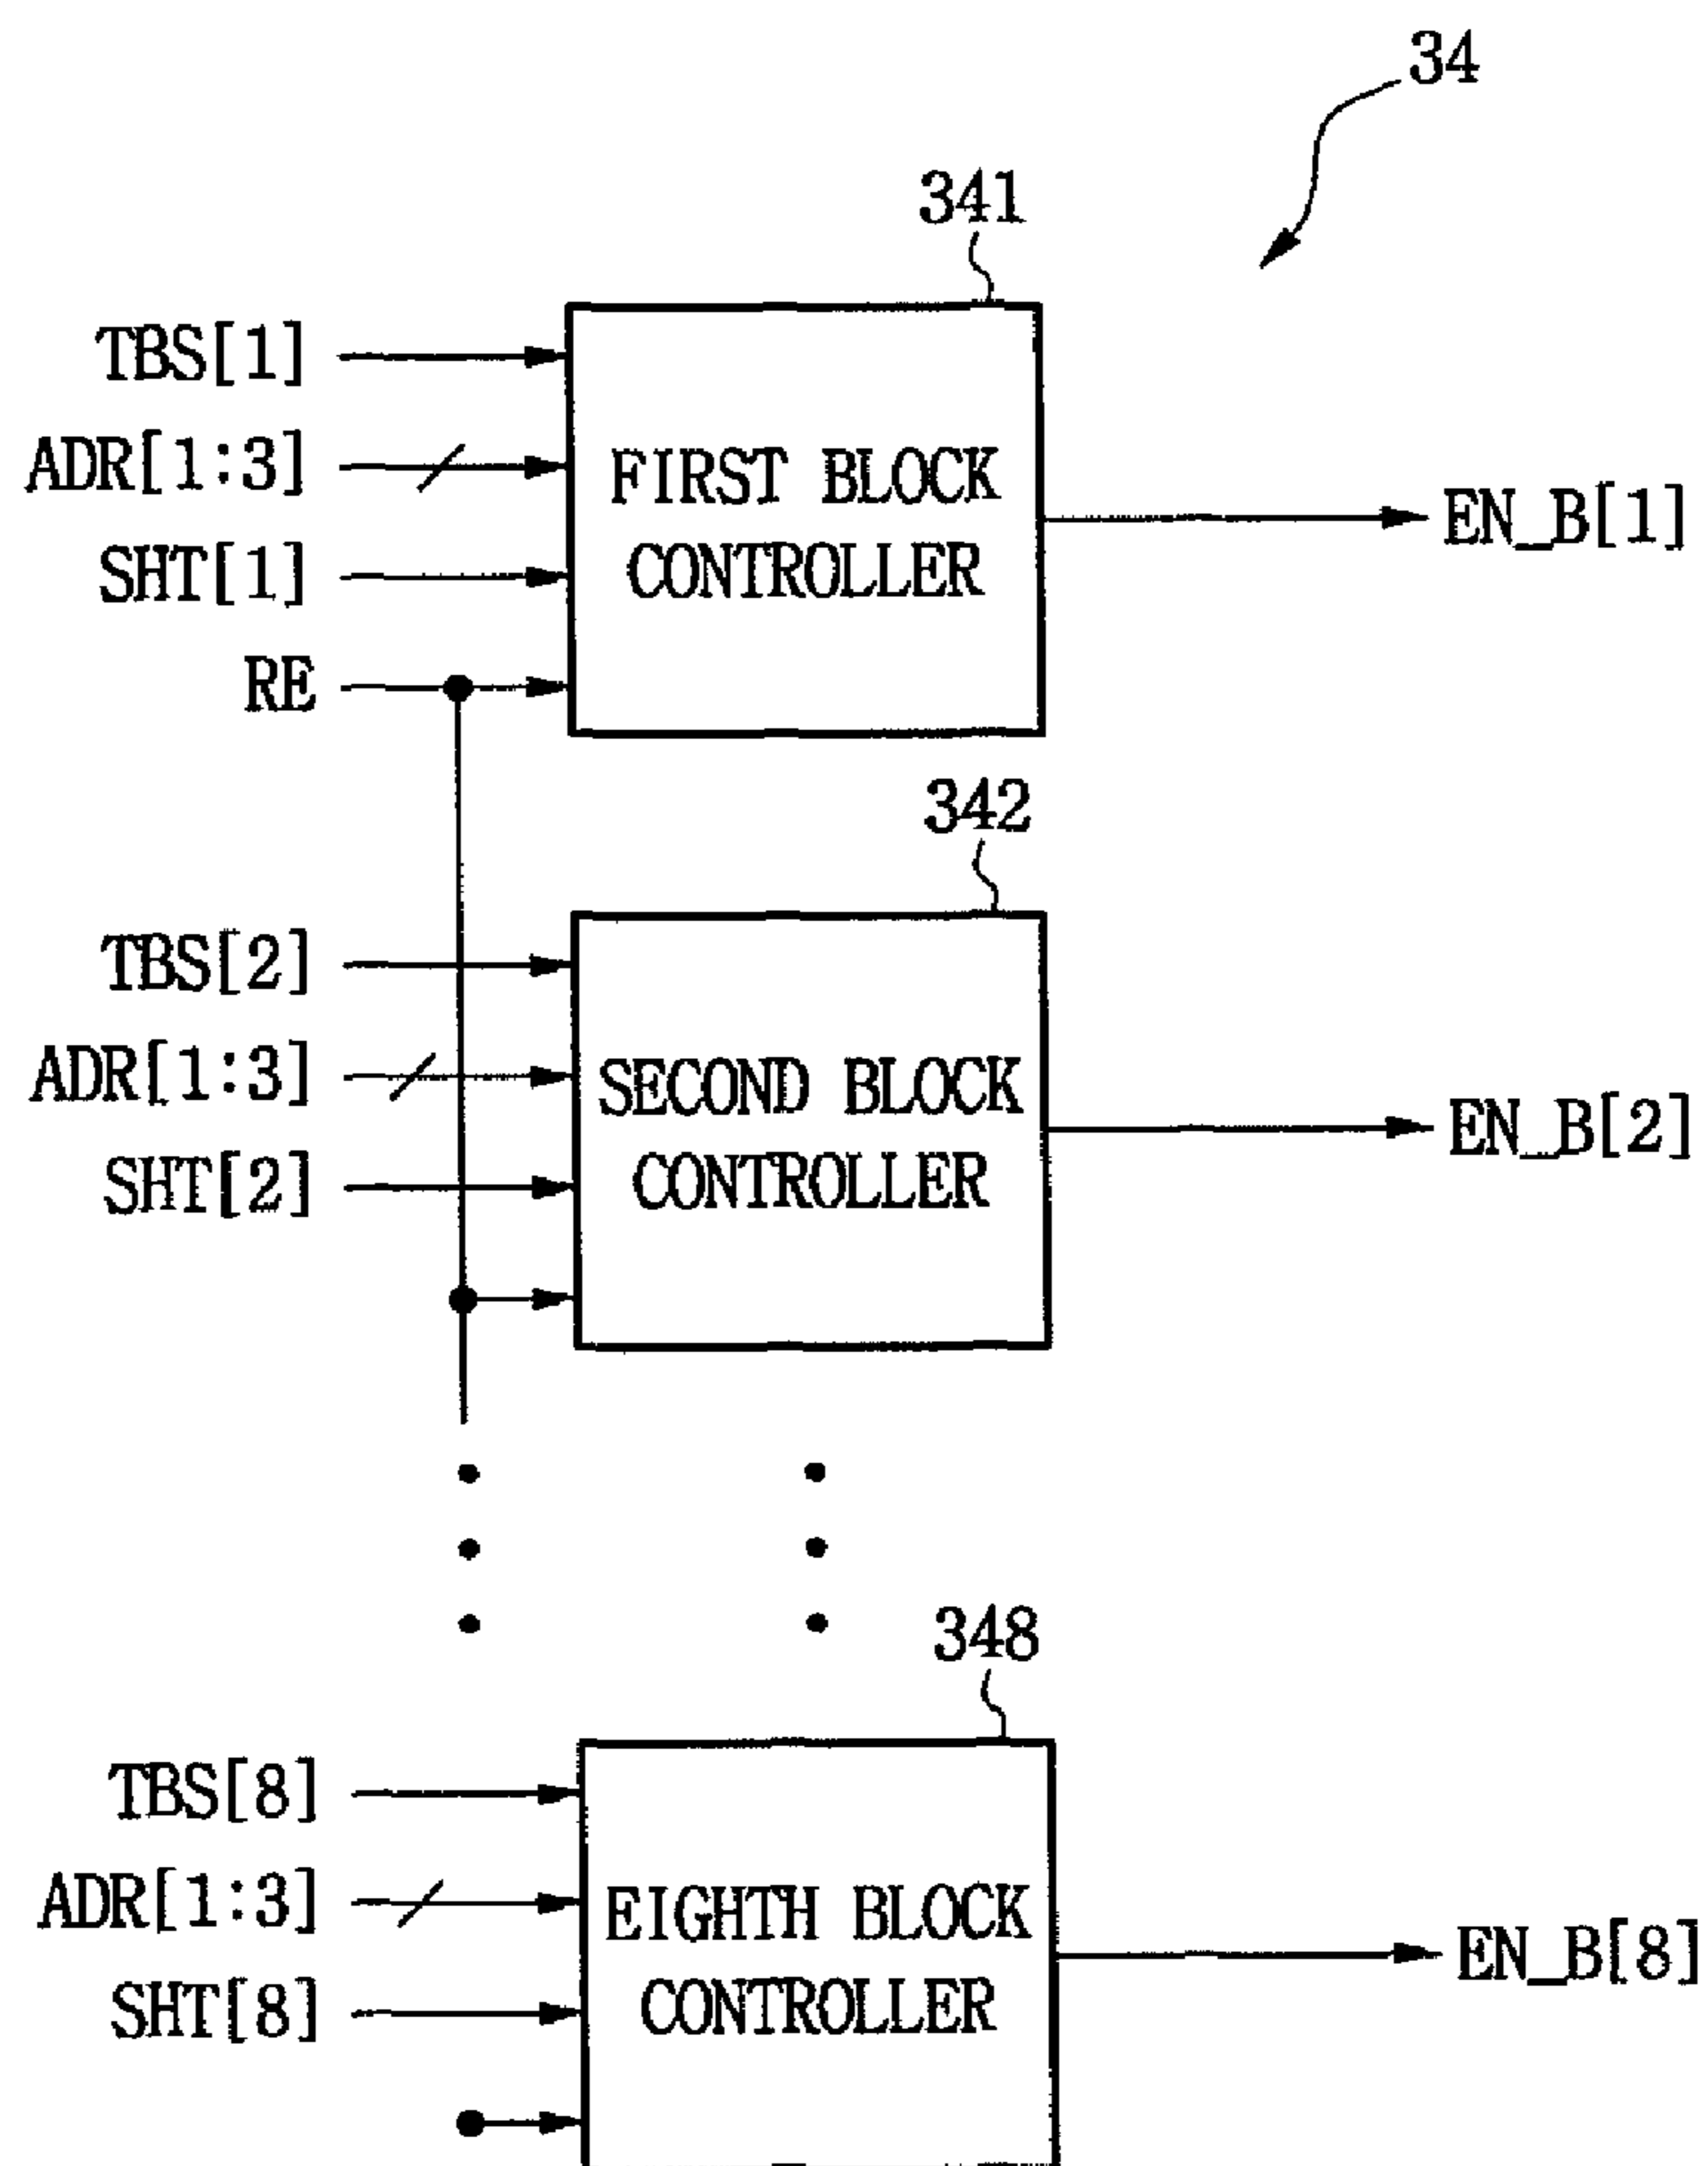 34
341
TBS[1]
ADR[1:3]
SHT[1]
RE
FIRST BLOCK
CONTROLLER
EN_B[1]
342
TBS[2]
ADR[1:3]
SHT[2]
SECOND BLOCK
CONTROLLER
EN_B[2]
348
TBS[8]
ADR[1:3]
SHT[8]
EIGHTH BLOCK
CONTROLLER
EN_B[8]